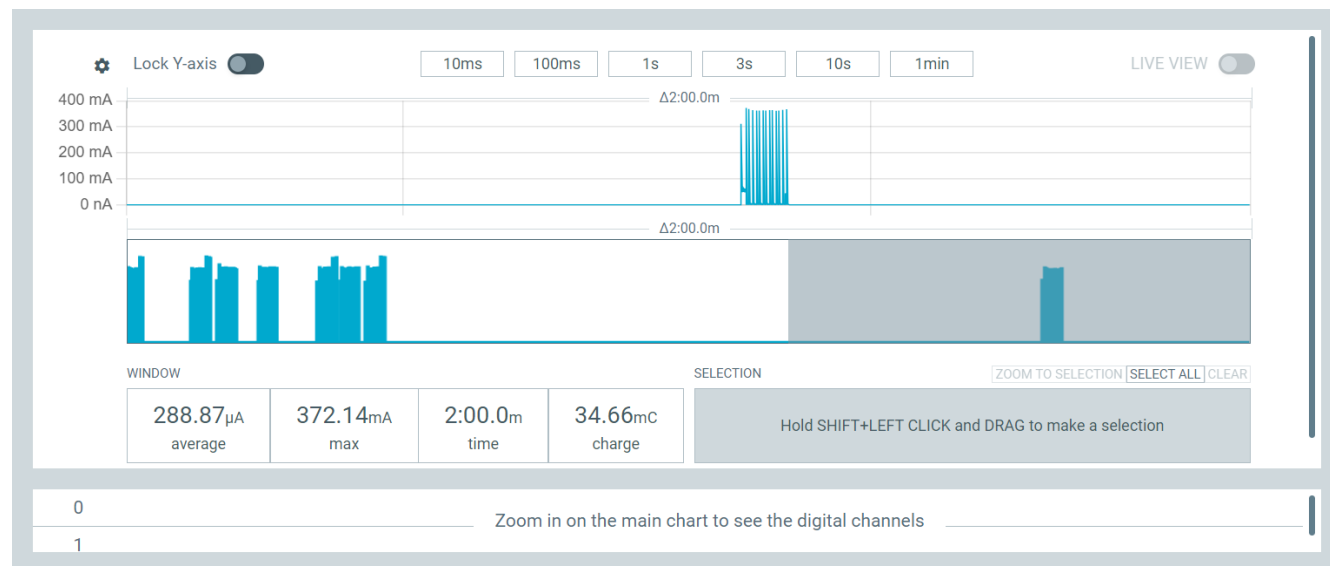 Lock Y-axis 10ms 100ms 1s 3s 10s 1min LIVE VIEW
Δ2:00.0m
400 mA
300 mA
200 mA
100 mA
0 nA
Δ2:00.0m
WINDOW SELECTION ZOOM TO SELECTION SELECT ALL CLEAR
288.87μA 372.14mA 2:00.0m 34.66mC
average max time charge
Hold SHIFT+LEFT CLICK and DRAG to make a selection
0
Zoom in on the main chart to see the digital channels
1